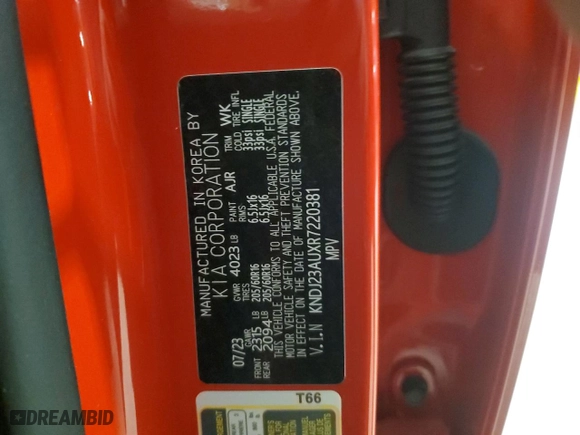 MANUFACTURED IN KOREA BY
KIA CORPORATION
07/23 GVWR 4023 LB PAINT AJR TRM WK
GAWR TIRES RIMS COLD TIRE INFL
FRONT 2315 LB 205/60R16 6.5Jx16 33psi SINGLE
REAR 2094 LB 205/60R16 6.5Jx16 33psi SINGLE
THIS VEHICLE CONFORMS TO ALL APPLICABLE U.S.A. FEDERAL
MOTOR VEHICLE SAFETY AND THEFT PREVENTION STANDARDS
IN EFFECT ON THE DATE OF MANUFACTURE SHOWN ABOVE.
V.I.N KNDJ23AUXR7220381
MPV
T66
DREAMBID